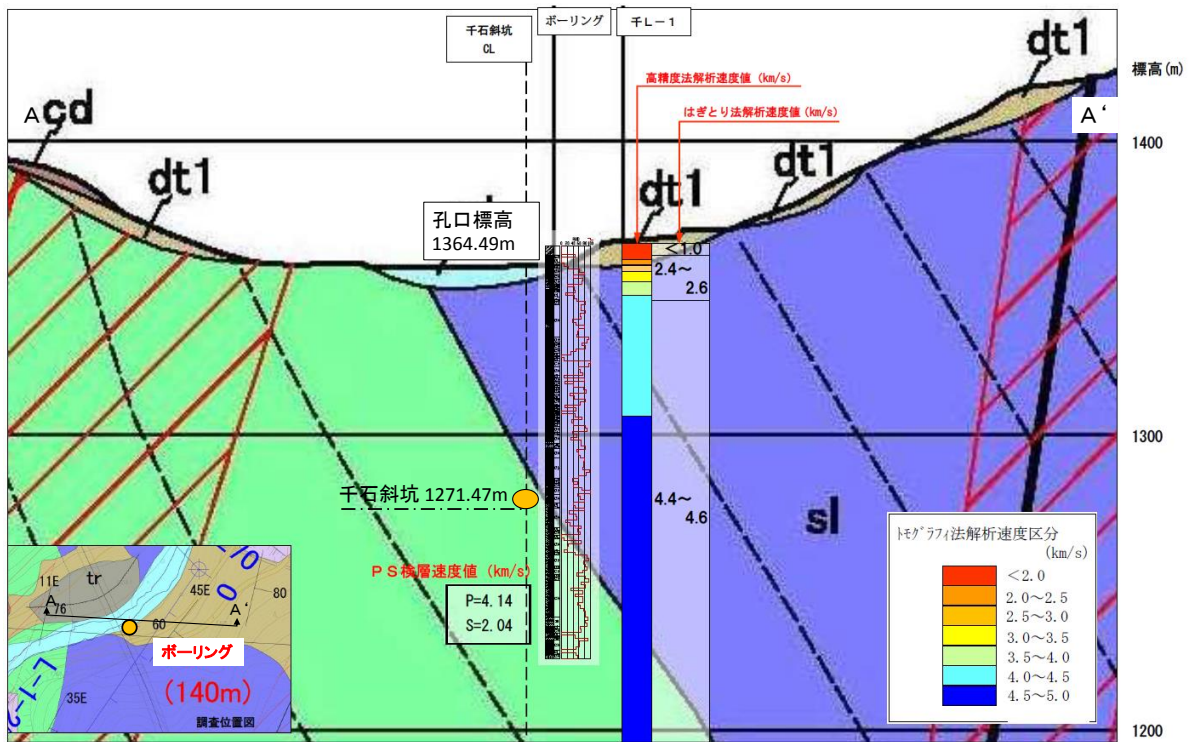 千石斜坑
CL
ボーリング
千L－1
高精度法解析速度値 (km/s)
はぎとり法解析速度値 (km/s)
標高(m)
A
cd
dt1
dt1
dt1
dt1
A‘
1400
孔口標高
1364.49m
<1.0
2.4～
2.6
1300
千石斜坑 1271.47m
4.4～
4.6
sl
ＰＳ検層速度値 (km/s)
P=4.14
S=2.04
ﾄﾓｸﾞﾗﾌｨ法解析速度区分
(km/s)
＜2.0
2.0～2.5
2.5～3.0
3.0～3.5
3.5～4.0
4.0～4.5
4.5～5.0
1200
11E
tr
45E
80
A
76
60
A‘
ボーリング
(140m)
35E
L-1-2
調査位置図